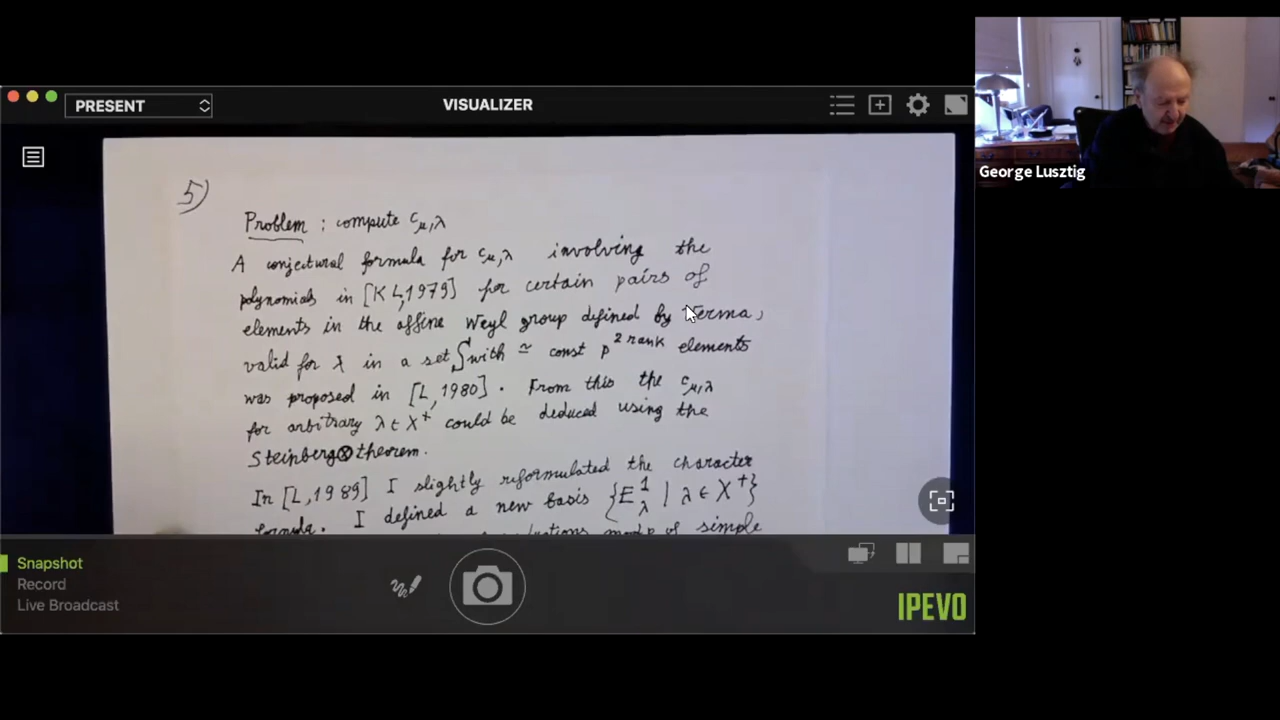 PRESENT
VISUALIZER
George Lusztig
5)
Problem : compute c_{μ,λ}
A conjectural formula for c_{μ,λ} involving the
polynomials in [KL,1979] for certain pairs of
elements in the affine Weyl group defined by Verma,
valid for λ in a set S with ≃ const p^{2 rank} elements
was proposed in [L,1980]. From this the c_{μ,λ}
for arbitrary λ ∈ X⁺ could be deduced using the
Steinberg ⊗ theorem.
In [L,1989] I slightly reformulated the character
formula. I defined a new basis {E^1_λ | λ ∈ X⁺}
mod p of simple
Snapshot
Record
Live Broadcast
IPEVO